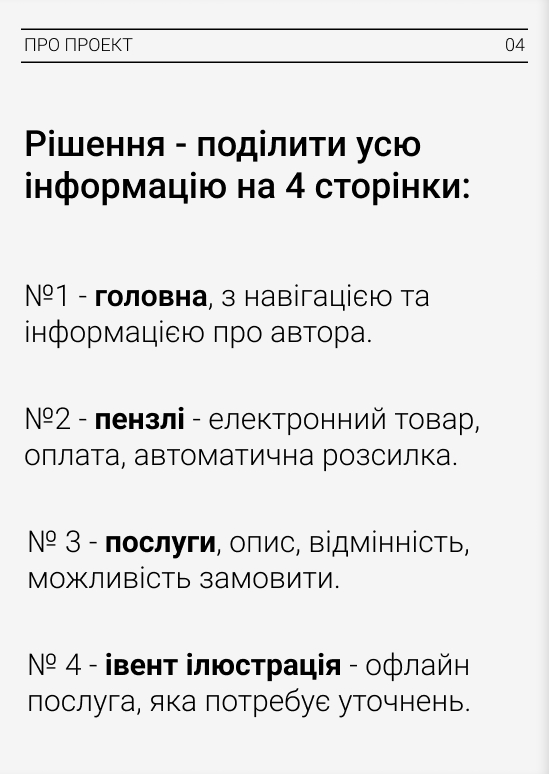 ПРО ПРОЕКТ
04
Рішення - поділити усю
інформацію на 4 сторінки:
№1 - головна, з навігацією та
інформацією про автора.
№2 - пензлі - електронний товар,
оплата, автоматична розсилка.
№ 3 - послуги, опис, відмінність,
можливість замовити.
№ 4 - івент ілюстрація - офлайн
послуга, яка потребує уточнень.